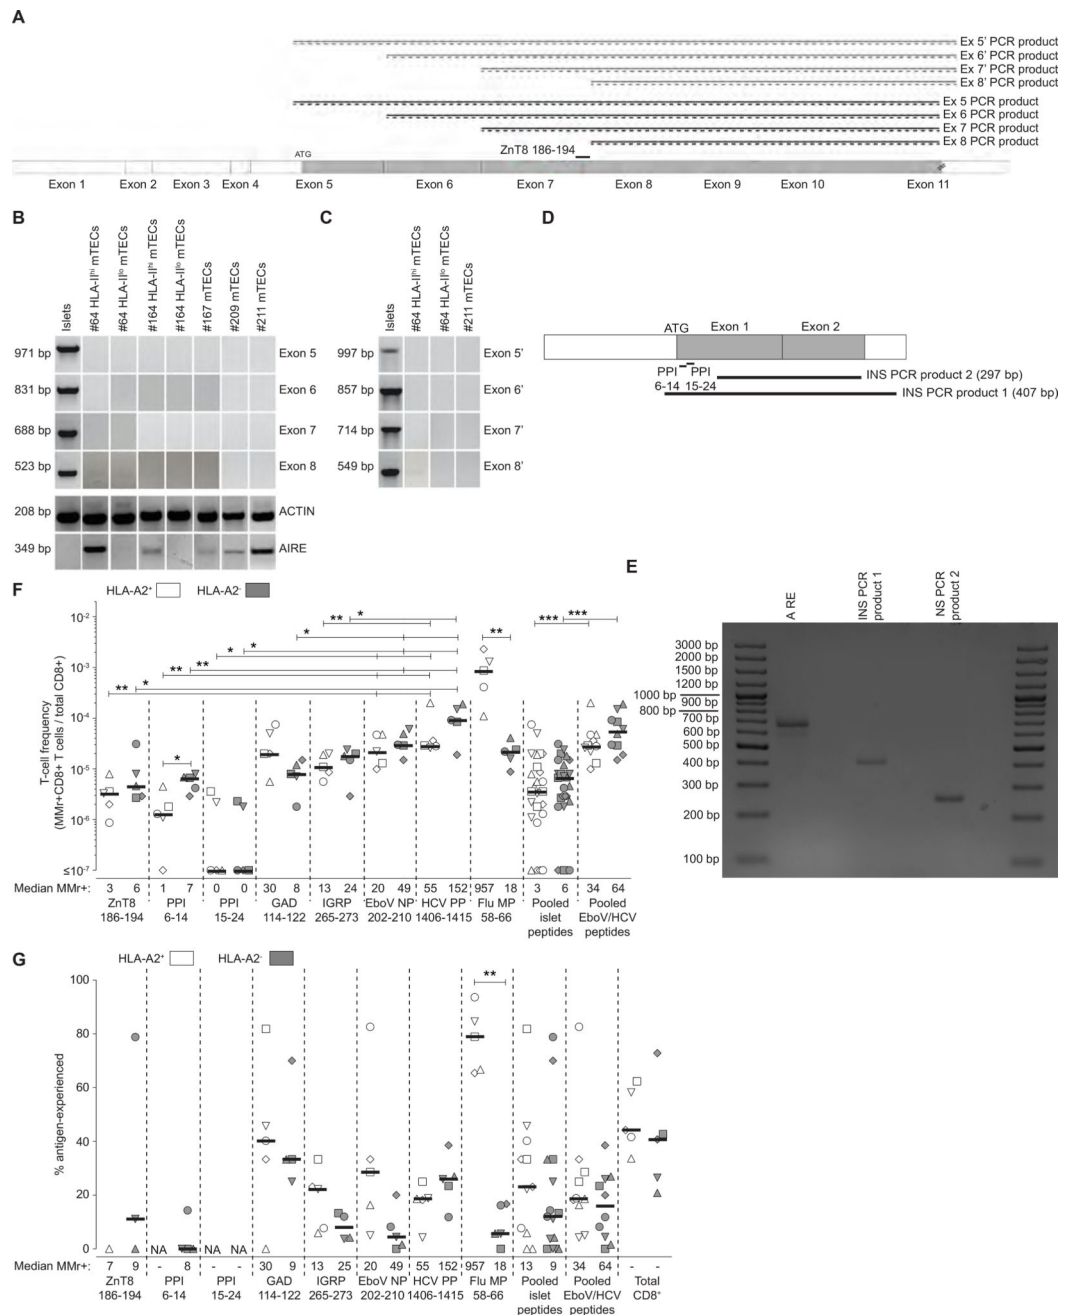 A
Ex 5' PCR product
Ex 6' PCR product
Ex 7' PCR product
Ex 8' PCR product
Ex 5 PCR product
Ex 6 PCR product
Ex 7 PCR product
Ex 8 PCR product
ZnT8 186-194
ATG
Exon 1 Exon 2 Exon 3 Exon 4 Exon 5 Exon 6 Exon 7 Exon 8 Exon 9 Exon 10 Exon 11
B
Islets
#64 HLA-IIhi mTECs
#64 HLA-IIlo mTECs
#164 HLA-IIhi mTECs
#164 HLA-IIlo mTECs
#167 mTECs
#209 mTECs
#211 mTECs
971 bp Exon 5
831 bp Exon 6
688 bp Exon 7
523 bp Exon 8
208 bp ACTIN
349 bp AIRE
C
Islets
#64 HLA-IIhi mTECs
#64 HLA-IIlo mTECs
#211 mTECs
997 bp Exon 5'
857 bp Exon 6'
714 bp Exon 7'
549 bp Exon 8'
D
ATG Exon 1 Exon 2
PPI PPI
6-14 15-24
INS PCR product 2 (297 bp)
INS PCR product 1 (407 bp)
E
A RE
INS PCR
product 1
NS PCR
product 2
3000 bp
2000 bp
1500 bp
1200 bp
1000 bp
900 bp
800 bp
700 bp
600 bp
500 bp
400 bp
300 bp
200 bp
100 bp
F
HLA-A2+ HLA-A2-
T-cell frequency
(MMr+CD8+ T cells / total CD8+)
10-2
10-3
10-4
10-5
10-6
≤10-7
** * ** ** * * * ** * ** *** ***
*
Median MMr+: 3 6 1 7 0 0 30 8 13 24 20 49 55 152 957 18 3 6 34 64
ZnT8 PPI PPI GAD IGRP EboV NP HCV PP Flu MP Pooled Pooled
186-194 6-14 15-24 114-122 265-273 202-210 1406-1415 58-66 islet EboV/HCV
peptides peptides
G
HLA-A2+ HLA-A2-
% antigen-experienced
100
80
60
40
20
0
**
NA NA NA
Median MMr+: 7 9 - 8 - - 30 9 13 25 20 49 55 152 957 18 13 9 34 64 - -
ZnT8 PPI PPI GAD IGRP EboV NP HCV PP Flu MP Pooled Pooled Total
186-194 6-14 15-24 114-122 265-273 202-210 1406-1415 58-66 islet EboV/HCV CD8+
peptides peptides